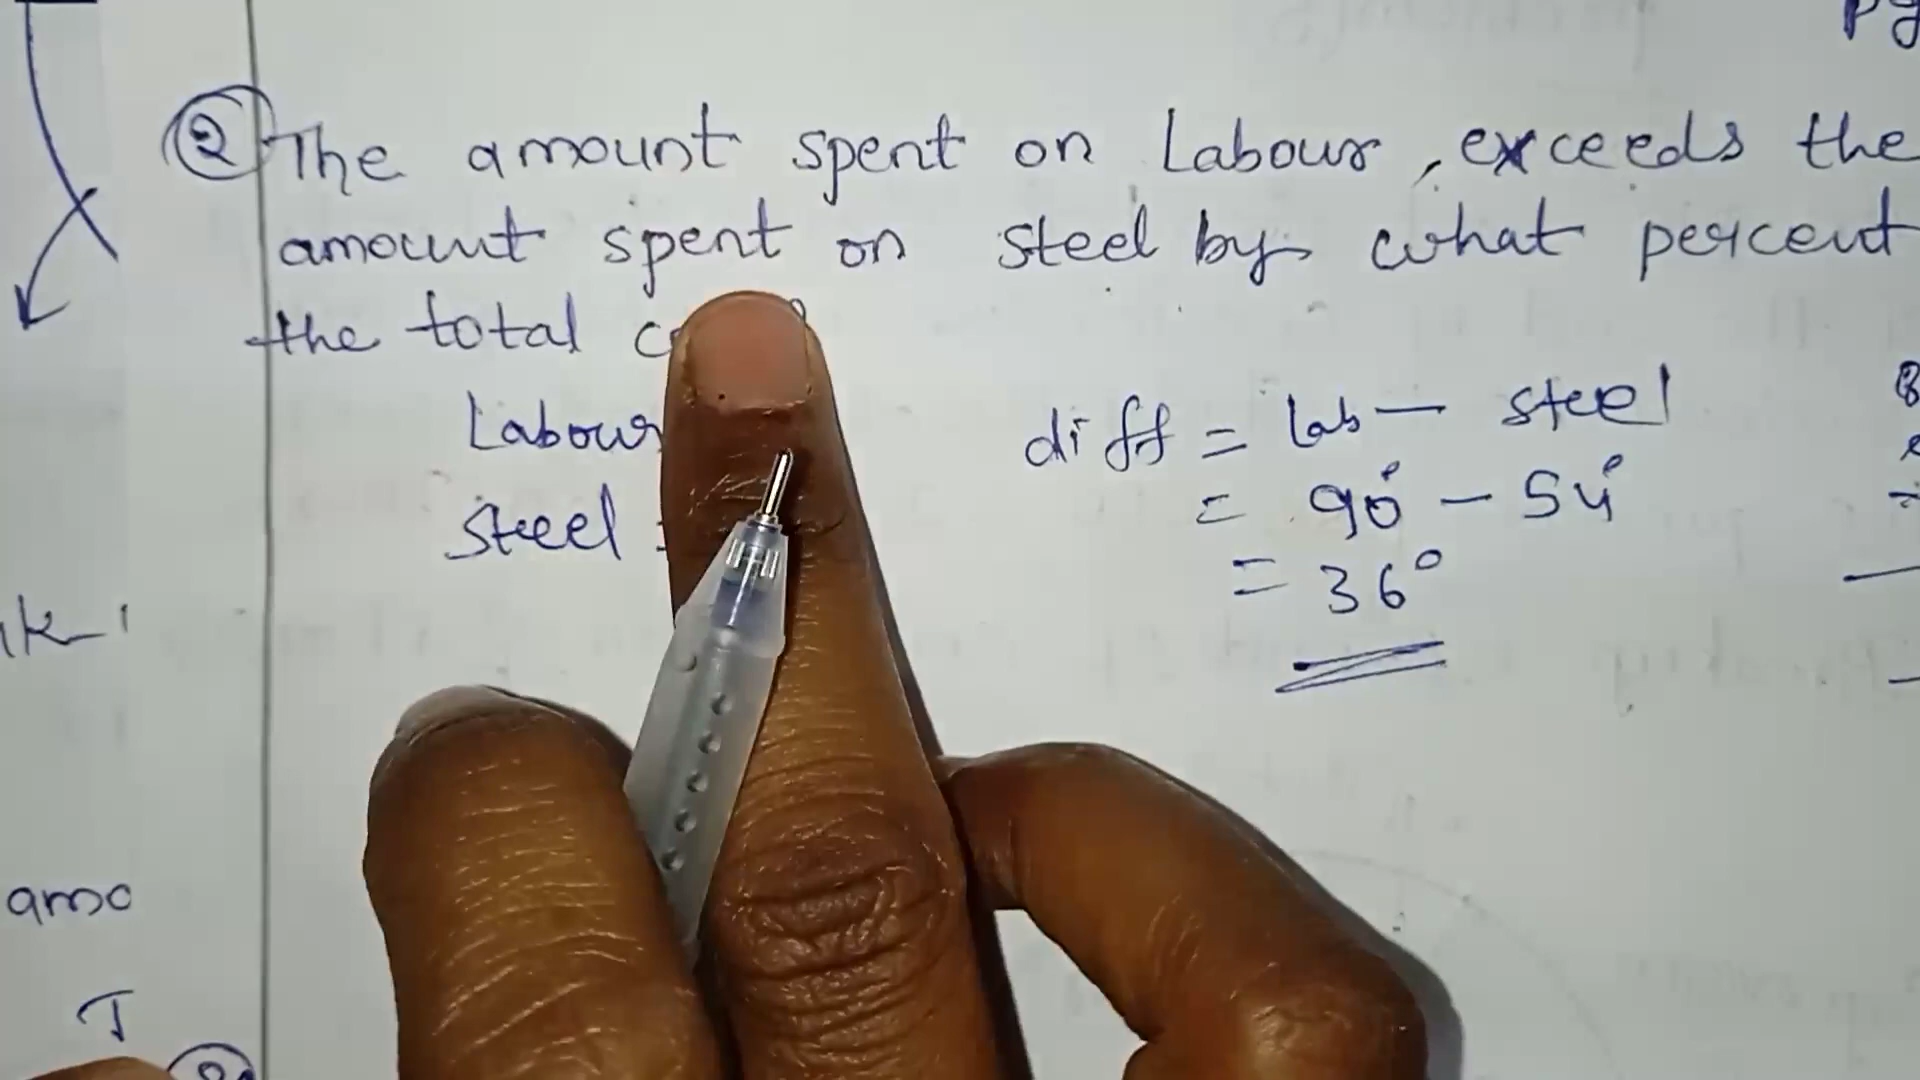 ② The amount spent on Labour, exceeds the
amount spent on steel by what percent
the total
Labour
Steel
diff = Lab — steel
= 90° − 54°
= 36°
amo
I